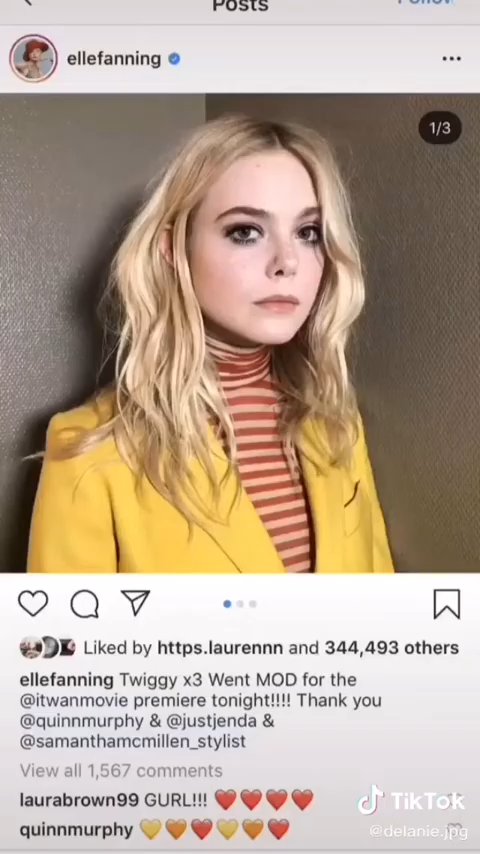 Posts
ellefanning
1/3
Liked by https.laurennn and 344,493 others
ellefanning Twiggy x3 Went MOD for the
@itwanmovie premiere tonight!!!! Thank you
@quinnmurphy & @justjenda &
@samanthamcmillen_stylist
View all 1,567 comments
laurabrown99 GURL!!! ❤️❤️❤️❤️
quinnmurphy 💛🧡❤️💛🧡❤️
TikTok
@delanie.jpg